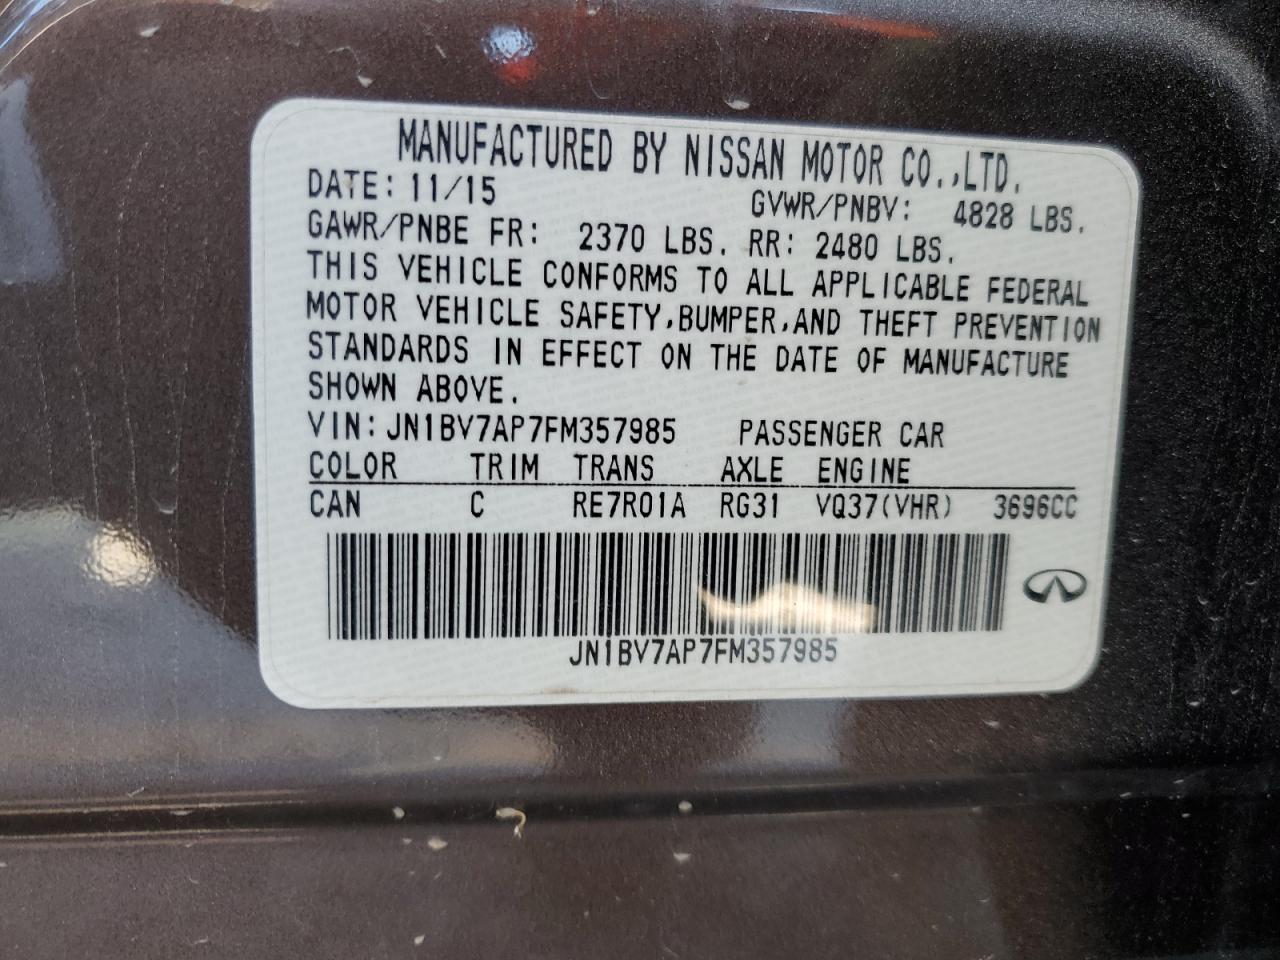 MANUFACTURED BY NISSAN MOTOR CO.,LTD.
DATE: 11/15 GVWR/PNBV: 4828 LBS.
GAWR/PNBE FR: 2370 LBS. RR: 2480 LBS.
THIS VEHICLE CONFORMS TO ALL APPLICABLE FEDERAL
MOTOR VEHICLE SAFETY,BUMPER,AND THEFT PREVENTION
STANDARDS IN EFFECT ON THE DATE OF MANUFACTURE
SHOWN ABOVE.
VIN: JN1BV7AP7FM357985 PASSENGER CAR
COLOR TRIM TRANS AXLE ENGINE
CAN C RE7R01A RG31 VQ37(VHR) 3696CC
JN1BV7AP7FM357985